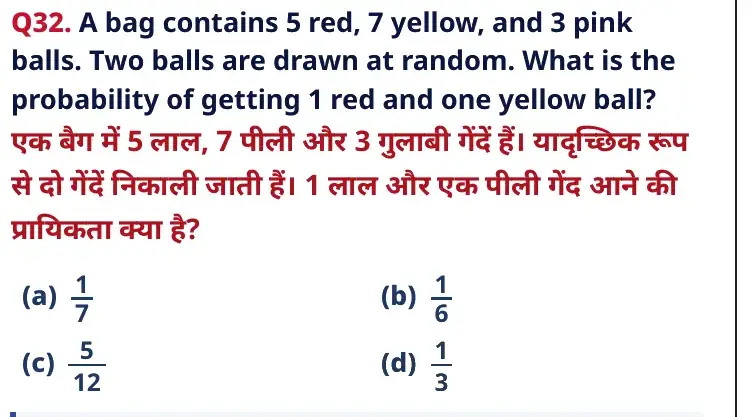 Q32. A bag contains 5 red, 7 yellow, and 3 pink
balls. Two balls are drawn at random. What is the
probability of getting 1 red and one yellow ball?
एक बैग में 5 लाल, 7 पीली और 3 गुलाबी गेंदें हैं। यादृच्छिक रूप
से दो गेंदें निकाली जाती हैं। 1 लाल और एक पीली गेंद आने की
प्रायिकता क्या है?
(a) 1/7 (b) 1/6
(c) 5/12 (d) 1/3